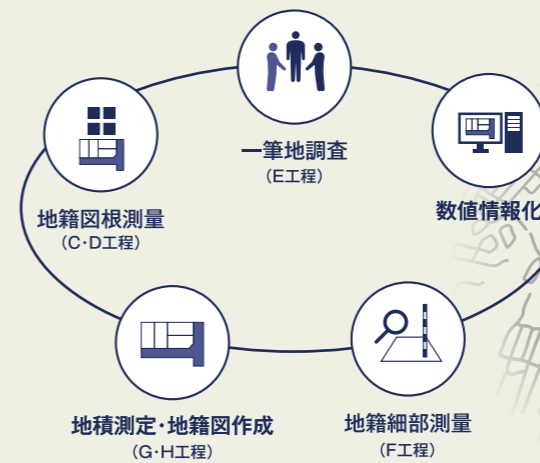 一筆地調査
(E工程)
数値情報化
地籍図根測量
(C・D工程)
地積測定・地籍図作成
(G・H工程)
地籍細部測量
(F工程)